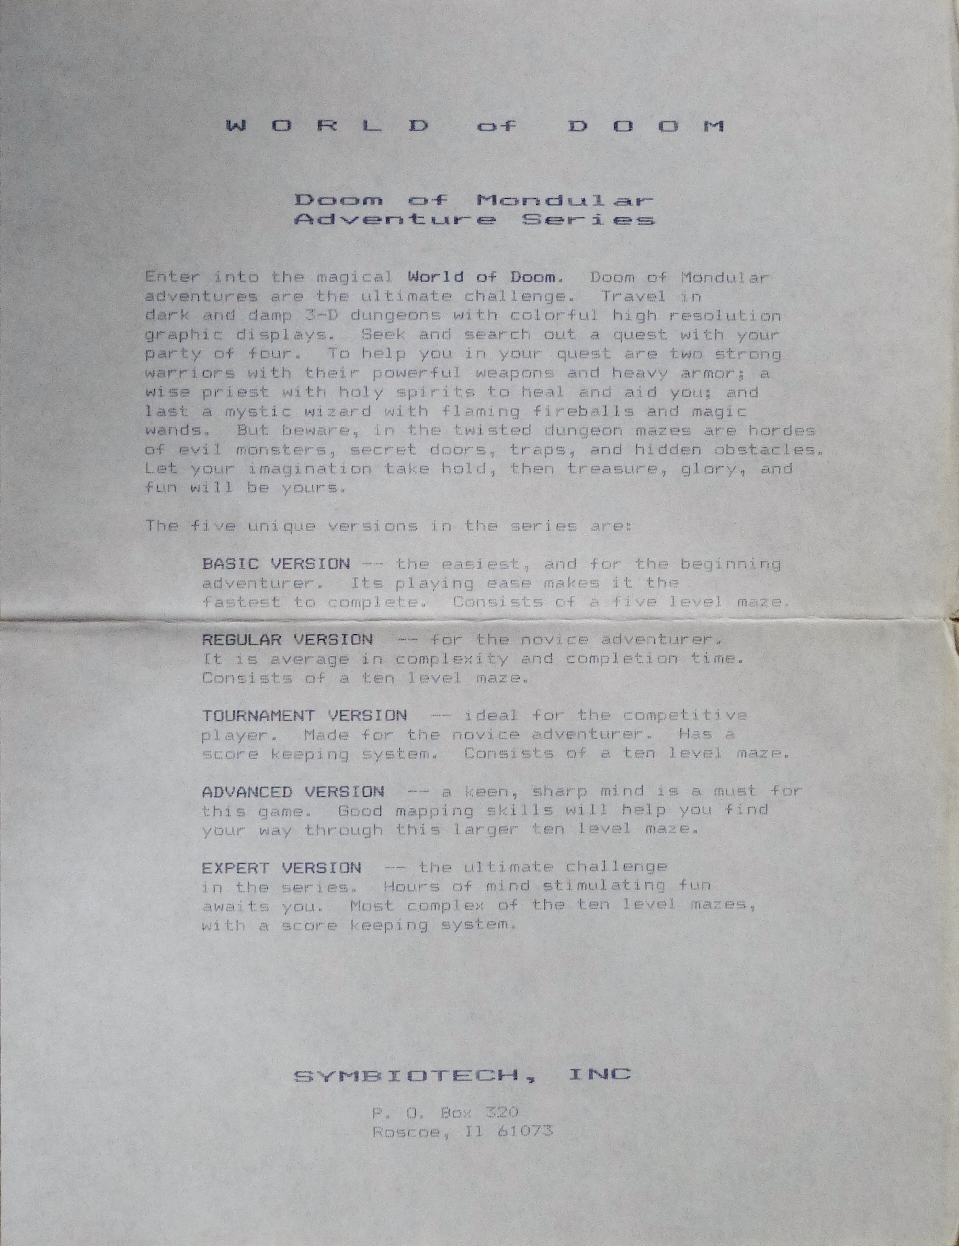 W O R L D of D O O M
Doom of Mondular
Adventure Series
Enter into the magical World of Doom. Doom of Mondular
adventures are the ultimate challenge. Travel in
dark and damp 3-D dungeons with colorful high resolution
graphic displays. Seek and search out a quest with your
party of four. To help you in your quest are two strong
warriors with their powerful weapons and heavy armor; a
wise priest with holy spirits to heal and aid you; and
last a mystic wizard with flaming fireballs and magic
wands. But beware, in the twisted dungeon mazes are hordes
of evil monsters, secret doors, traps, and hidden obstacles.
Let your imagination take hold, then treasure, glory, and
fun will be yours.
The five unique versions in the series are:
BASIC VERSION -- the easiest, and for the beginning
adventurer. Its playing ease makes it the
fastest to complete. Consists of a five level maze.
REGULAR VERSION -- for the novice adventurer.
It is average in complexity and completion time.
Consists of a ten level maze.
TOURNAMENT VERSION -- ideal for the competitive
player. Made for the novice adventurer. Has a
score keeping system. Consists of a ten level maze.
ADVANCED VERSION -- a keen, sharp mind is a must for
this game. Good mapping skills will help you find
your way through this larger ten level maze.
EXPERT VERSION -- the ultimate challenge
in the series. Hours of mind stimulating fun
awaits you. Most complex of the ten level mazes,
with a score keeping system.
SYMBIOTECH, INC
P. O. Box 320
Roscoe, Il 61073